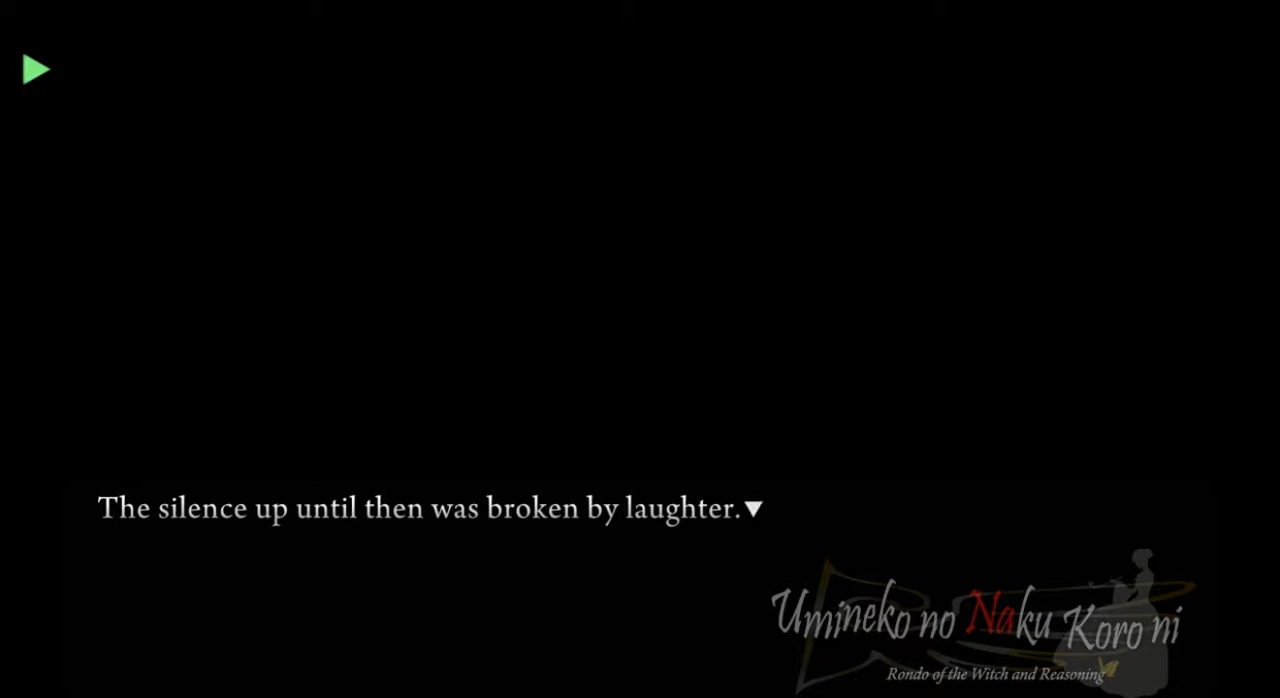 The silence up until then was broken by laughter.
Umineko no Naku Koro ni
Rondo of the Witch and Reasoning